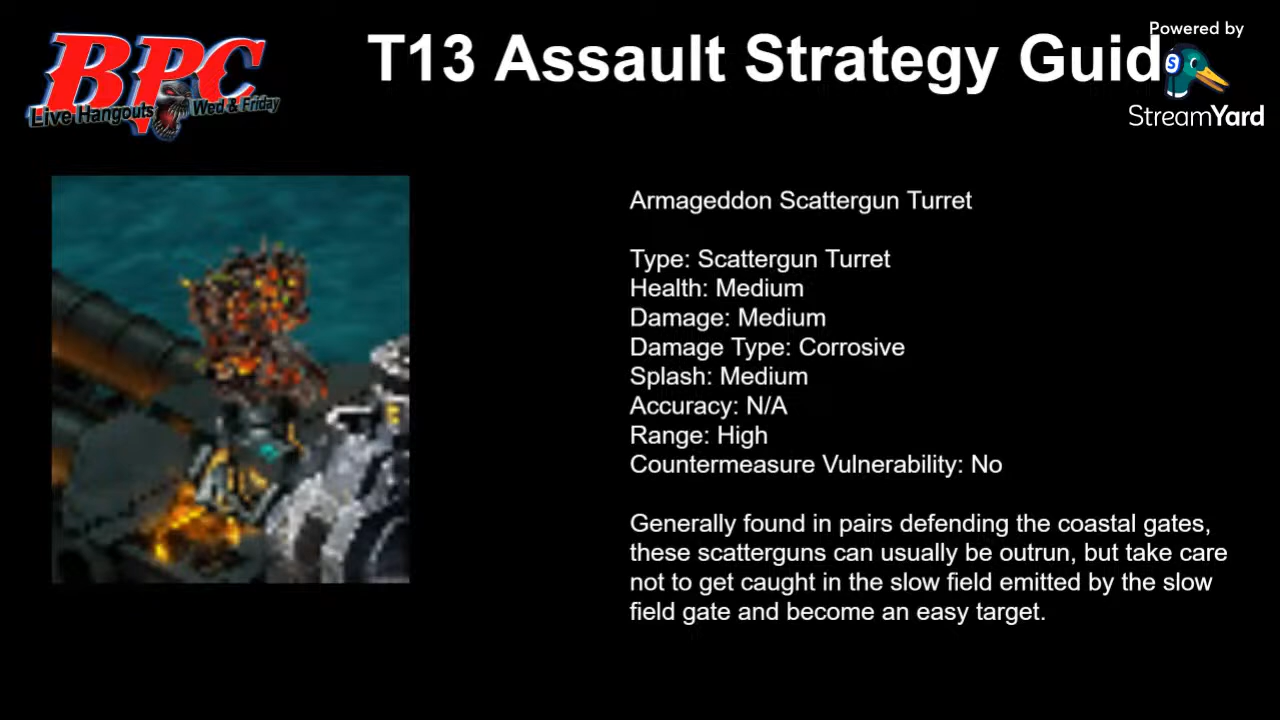 BPC
Live Hangouts Wed & Friday
T13 Assault Strategy Guid
Powered by
S
StreamYard
Armageddon Scattergun Turret
Type: Scattergun Turret
Health: Medium
Damage: Medium
Damage Type: Corrosive
Splash: Medium
Accuracy: N/A
Range: High
Countermeasure Vulnerability: No
Generally found in pairs defending the coastal gates,
these scatterguns can usually be outrun, but take care
not to get caught in the slow field emitted by the slow
field gate and become an easy target.